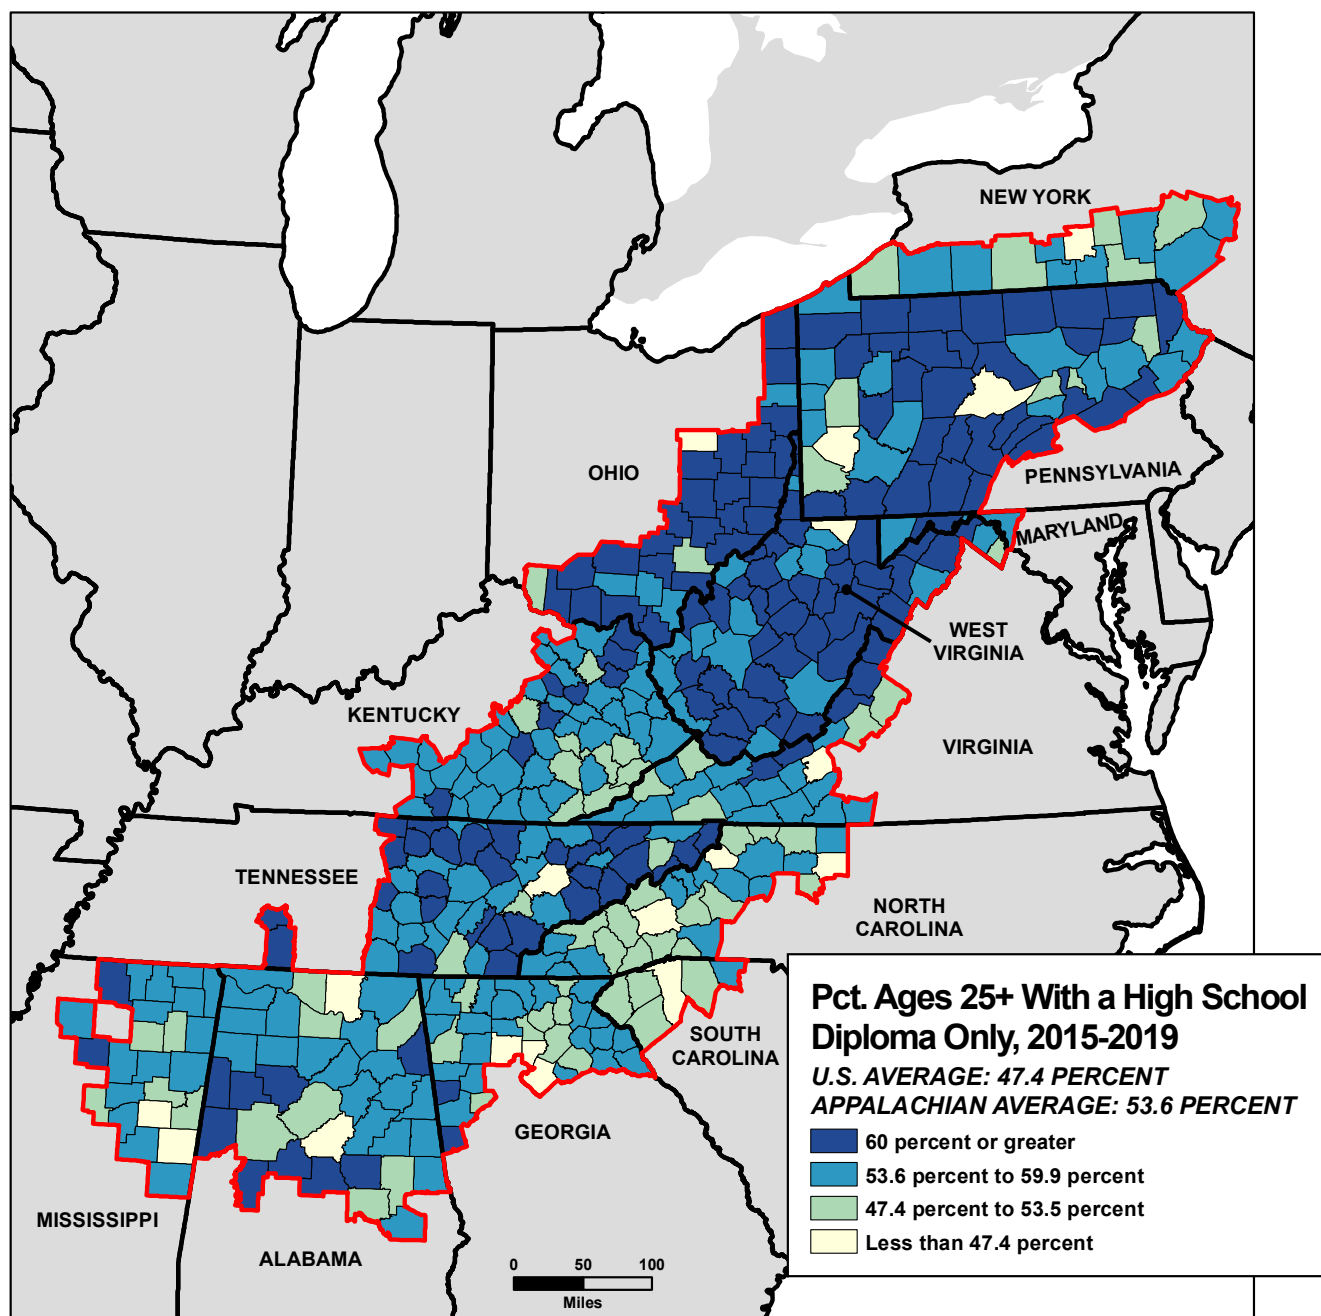 NEW YORK
OHIO
PENNSYLVANIA
MARYLAND
WEST
VIRGINIA
KENTUCKY
VIRGINIA
TENNESSEE
NORTH
CAROLINA
SOUTH
CAROLINA
GEORGIA
MISSISSIPPI
ALABAMA
Pct. Ages 25+ With a High School
Diploma Only, 2015-2019
U.S. AVERAGE: 47.4 PERCENT
APPALACHIAN AVERAGE: 53.6 PERCENT
60 percent or greater
53.6 percent to 59.9 percent
47.4 percent to 53.5 percent
Less than 47.4 percent
0 50 100
Miles